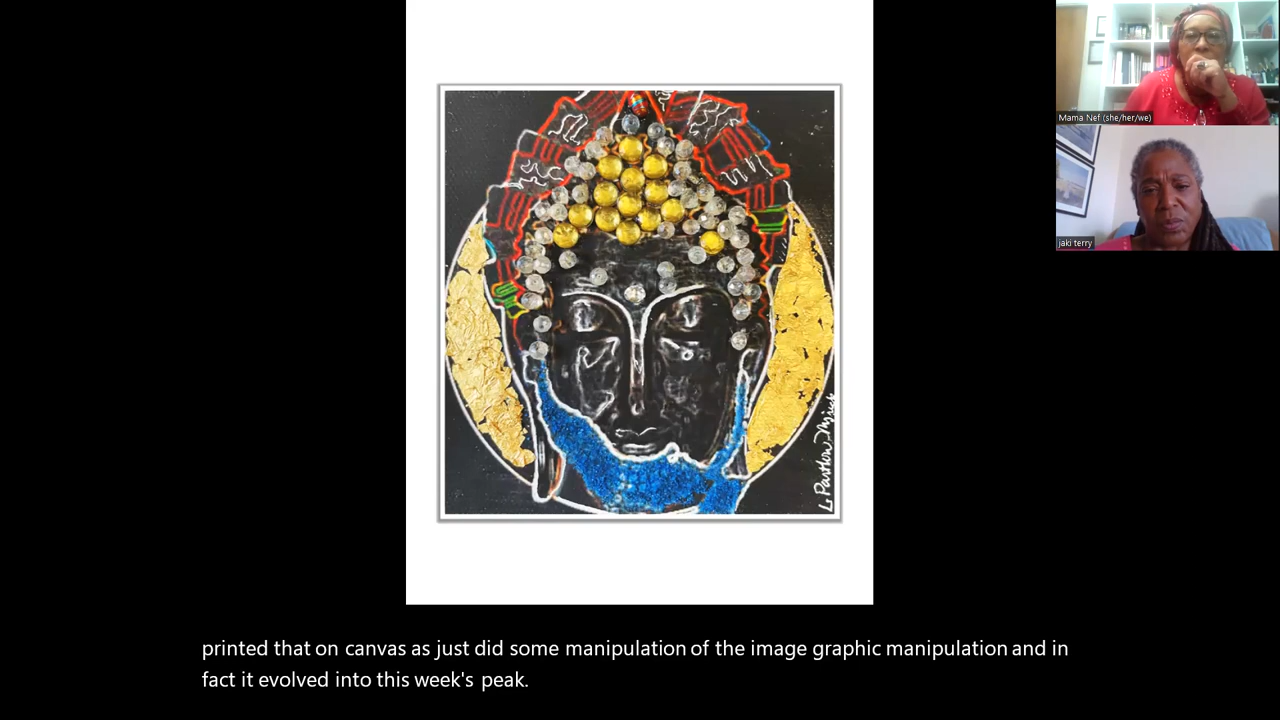 Mama Nef (she/her/we)
jaki terry
printed that on canvas as just did some manipulation of the image graphic manipulation and in
fact it evolved into this week's peak.